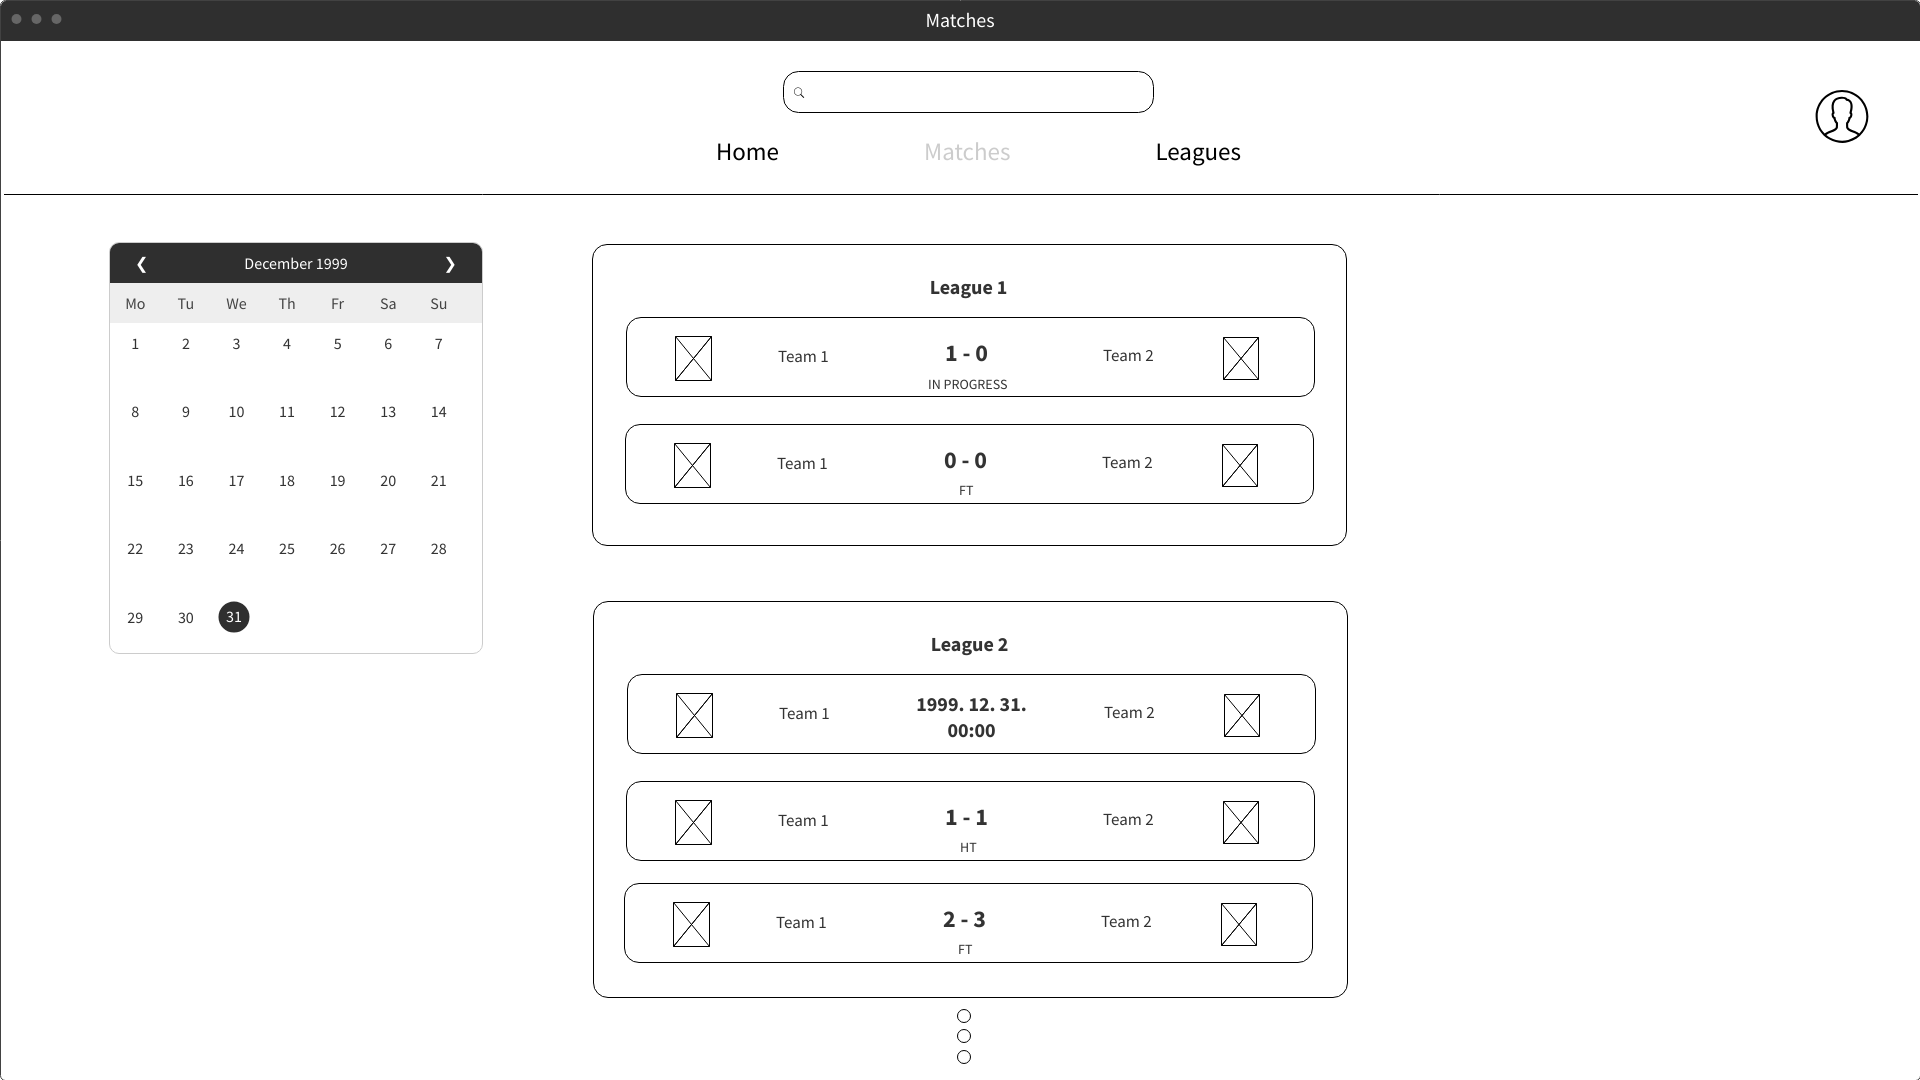 Matches
Home Matches Leagues
December 1999
Mo Tu We Th Fr Sa Su
1 2 3 4 5 6 7
8 9 10 11 12 13 14
15 16 17 18 19 20 21
22 23 24 25 26 27 28
29 30 31
League 1
Team 1 1 - 0 Team 2
IN PROGRESS
Team 1 0 - 0 Team 2
FT
League 2
1999. 12. 31.
Team 1 Team 2
00:00
Team 1 1 - 1 Team 2
HT
Team 1 2 - 3 Team 2
FT